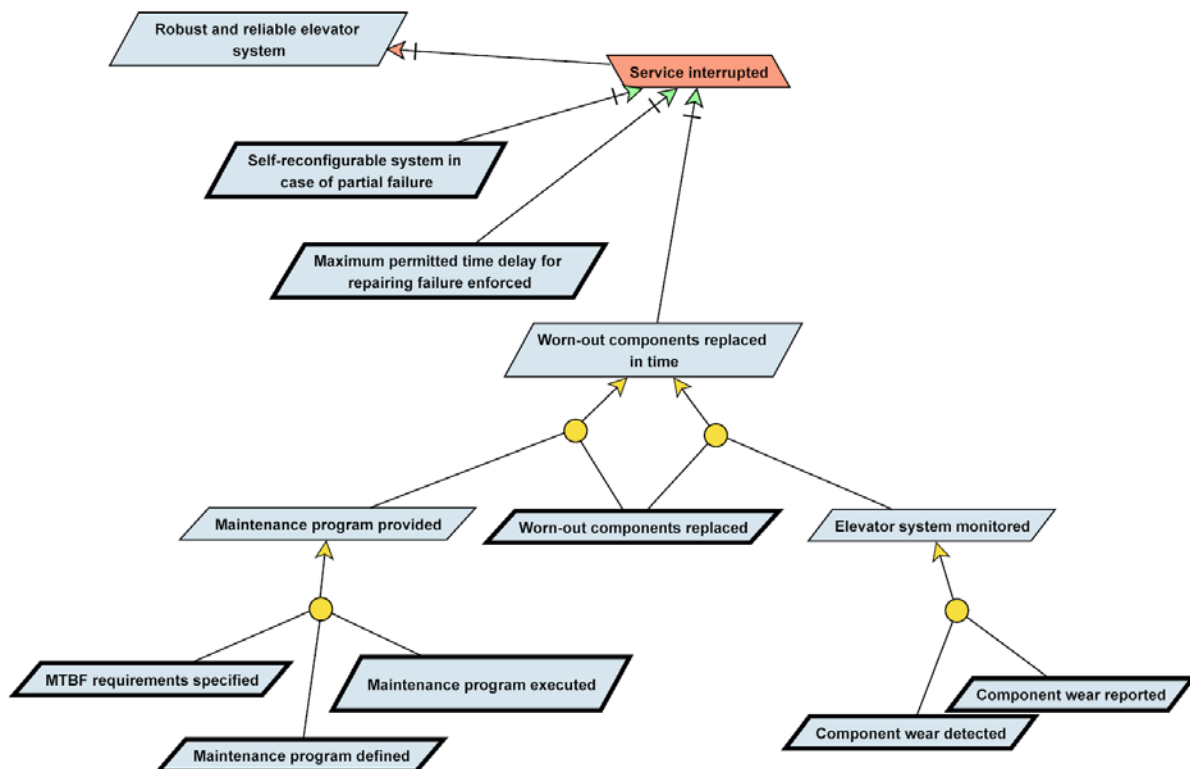 Robust and reliable elevator
system
Service interrupted
Self-reconfigurable system in
case of partial failure
Maximum permitted time delay for
repairing failure enforced
Worn-out components replaced
in time
Maintenance program provided
Worn-out components replaced
Elevator system monitored
MTBF requirements specified
Maintenance program executed
Maintenance program defined
Component wear reported
Component wear detected